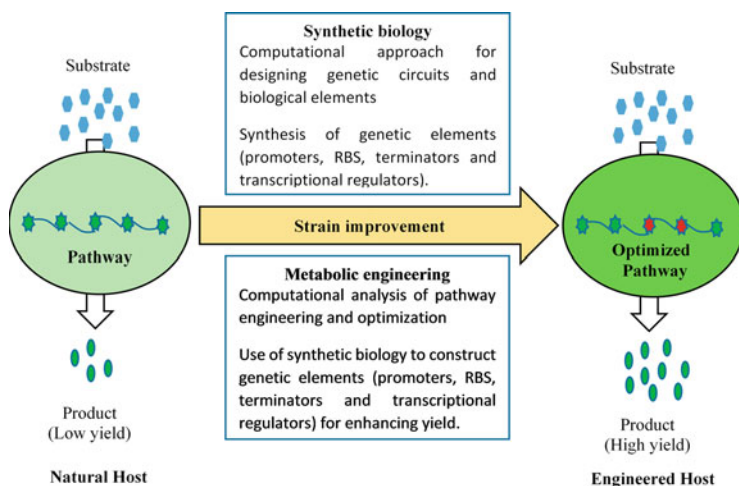 Synthetic biology
Computational approach for
designing genetic circuits and
biological elements
Synthesis of genetic elements
(promoters, RBS, terminators and
transcriptional regulators).
Substrate
Pathway
Product
(Low yield)
Natural Host
Strain improvement
Metabolic engineering
Computational analysis of pathway
engineering and optimization
Use of synthetic biology to construct
genetic elements (promoters, RBS,
terminators and transcriptional
regulators) for enhancing yield.
Substrate
Optimized
Pathway
Product
(High yield)
Engineered Host